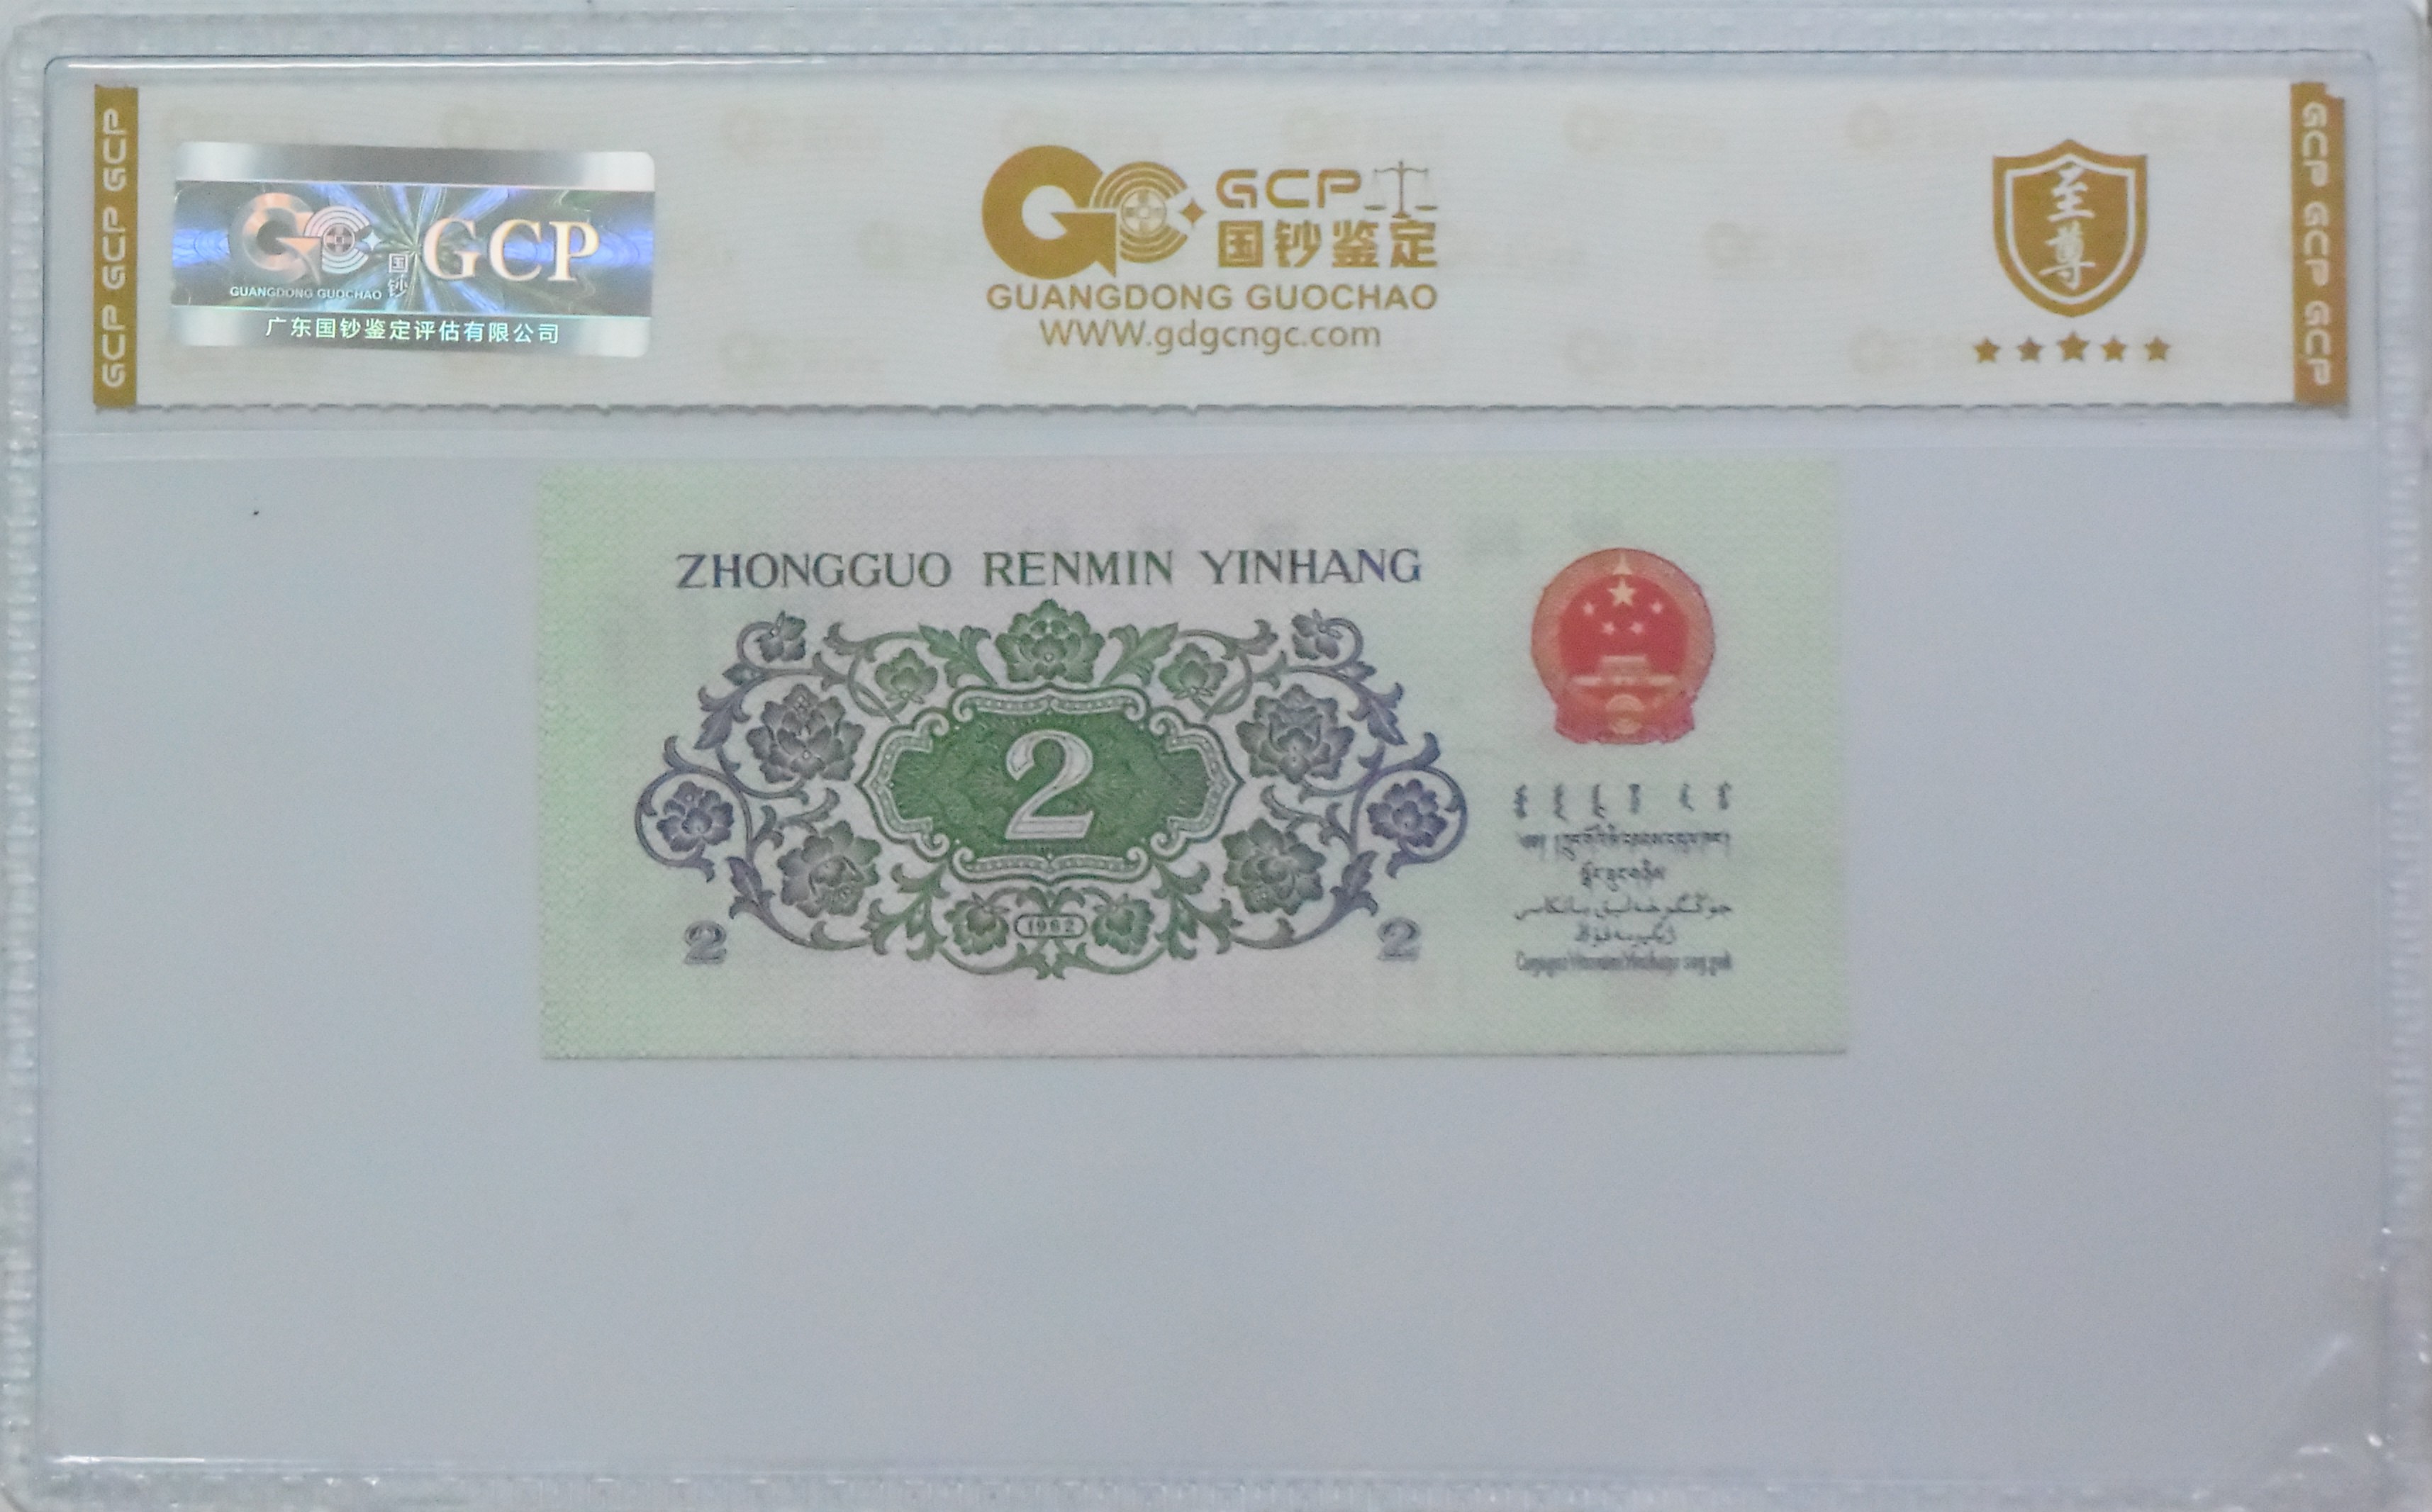 GCP GCP GCP
GUANGDONG GUOCHAO
国钞
GCP
广东国钞鉴定评估有限公司
GCP
国钞鉴定
GUANGDONG GUOCHAO
WWW.gdgcngc.com
至尊
GCP GCP GCP
ZHONGGUO RENMIN YINHANG
2
1962
2
2